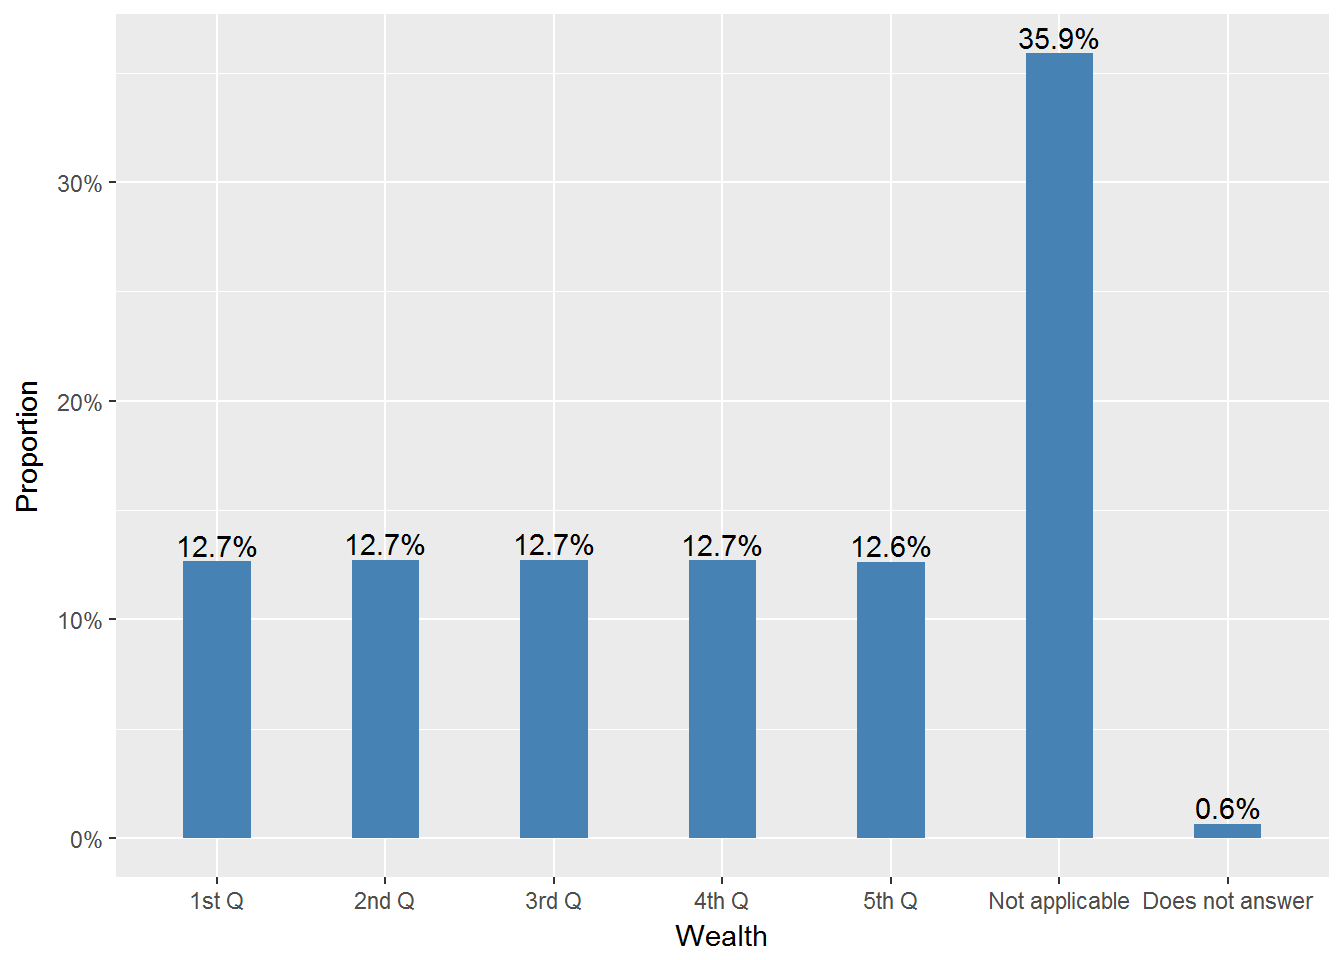 35.9%
30%
20%
Proportion
12.7% 12.7% 12.7% 12.7% 12.6%
10%
0.6%
0%
1st Q 2nd Q 3rd Q 4th Q 5th Q Not applicable Does not answer
Wealth